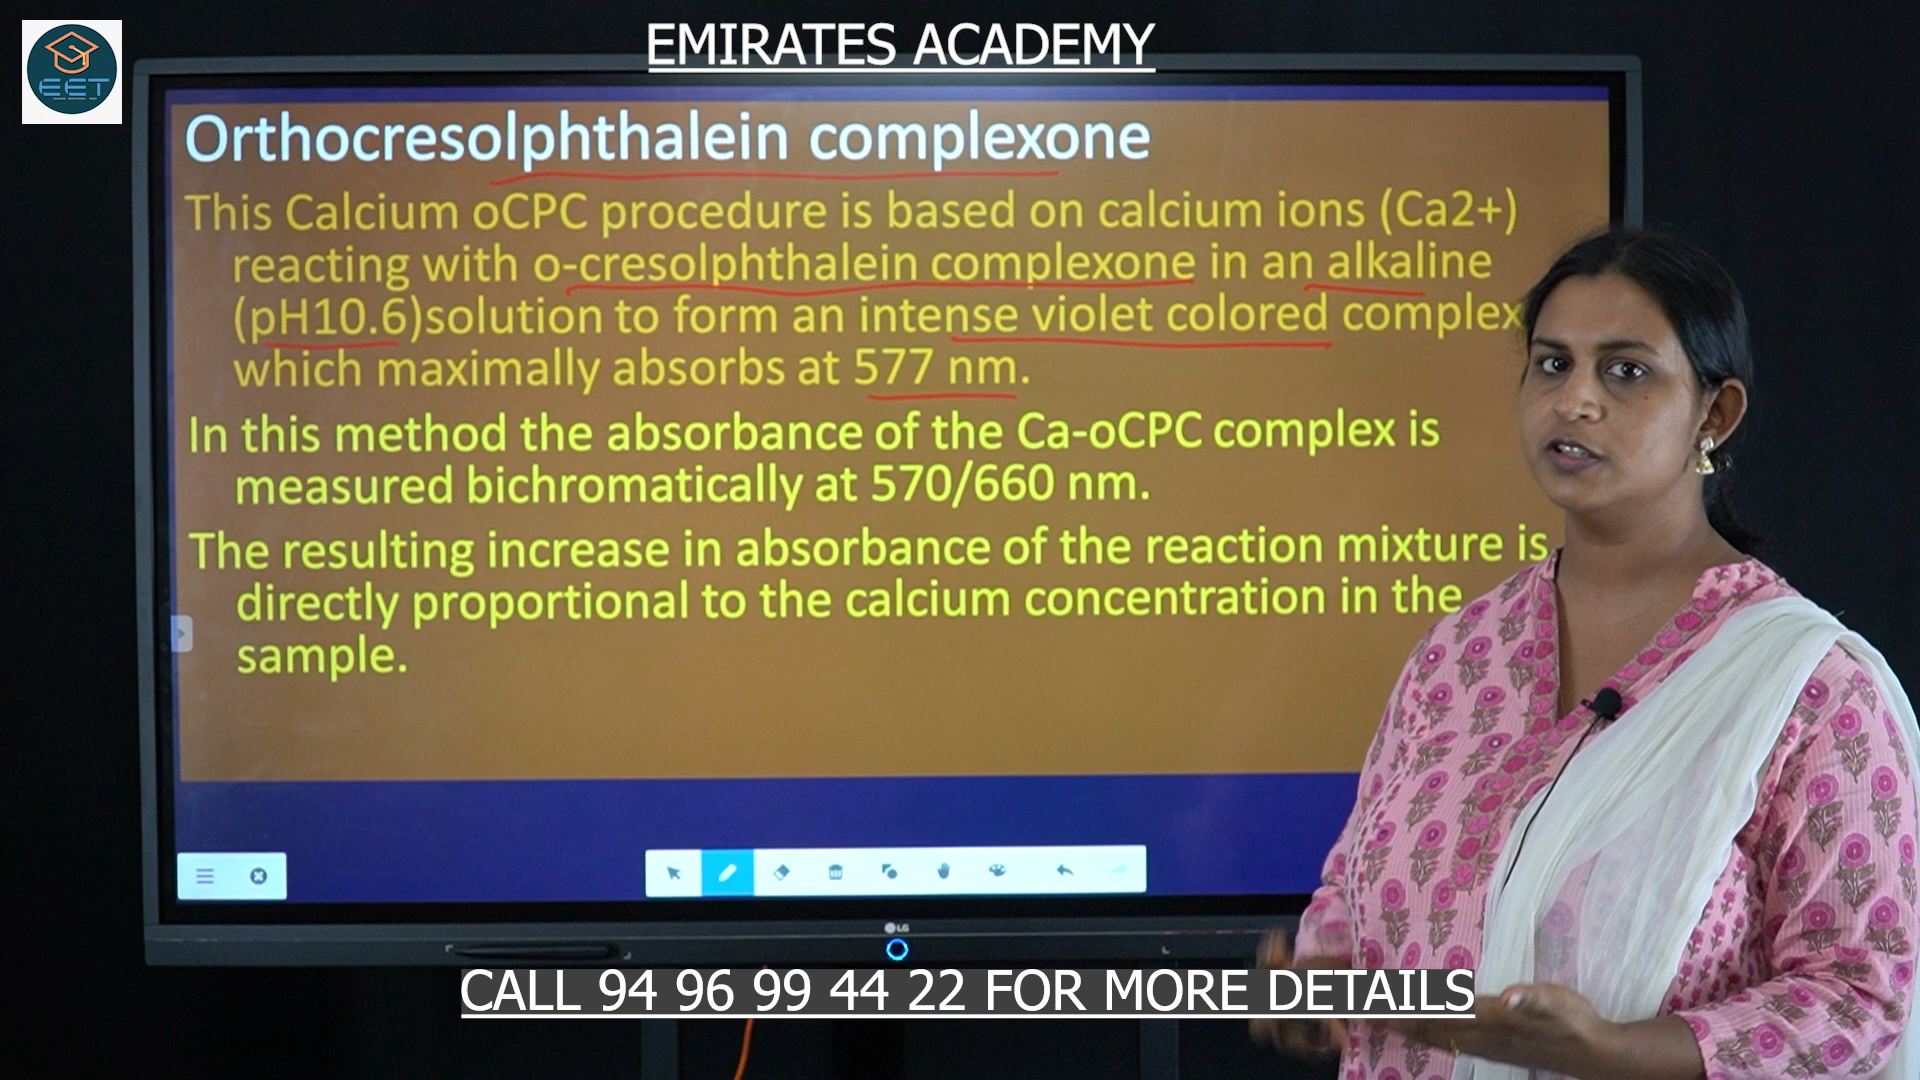 EMIRATES ACADEMY
EET
Orthocresolphthalein complexone
This Calcium oCPC procedure is based on calcium ions (Ca2+)
reacting with o-cresolphthalein complexone in an alkaline
(pH10.6)solution to form an intense violet colored complex
which maximally absorbs at 577 nm.
In this method the absorbance of the Ca-oCPC complex is
measured bichromatically at 570/660 nm.
The resulting increase in absorbance of the reaction mixture is
directly proportional to the calcium concentration in the
sample.
LG
CALL 94 96 99 44 22 FOR MORE DETAILS